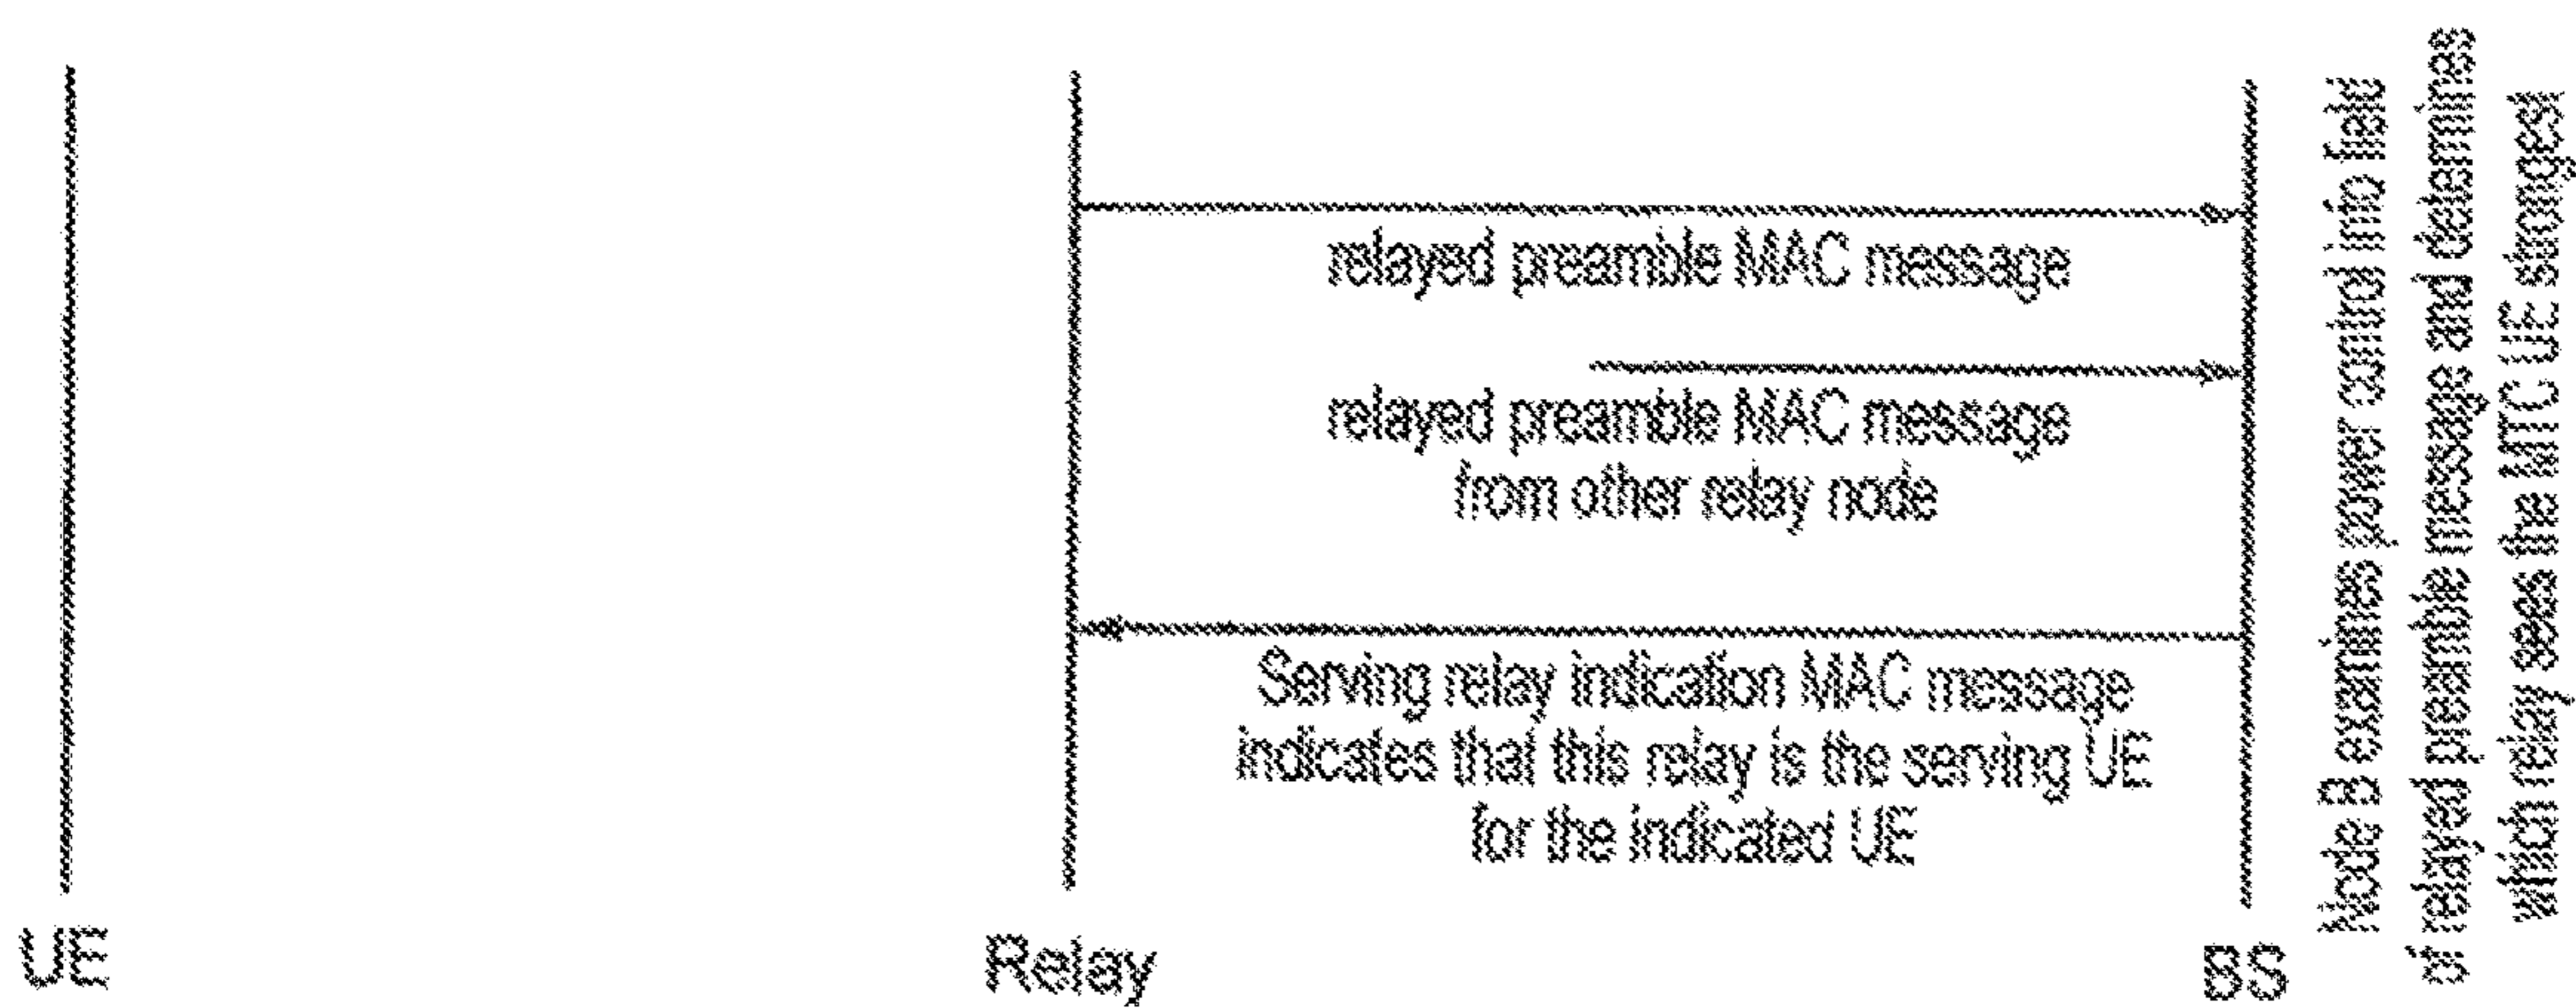 relayed preamble MAC message
relayed preamble MAC message
from other relay node
Serving relay indication MAC message
indicates that this relay is the serving UE
for the indicated UE
Node B examines power control info field
of relayed preamble message and determines
which relay sees the MTC UE strongest
UE
Relay
BS